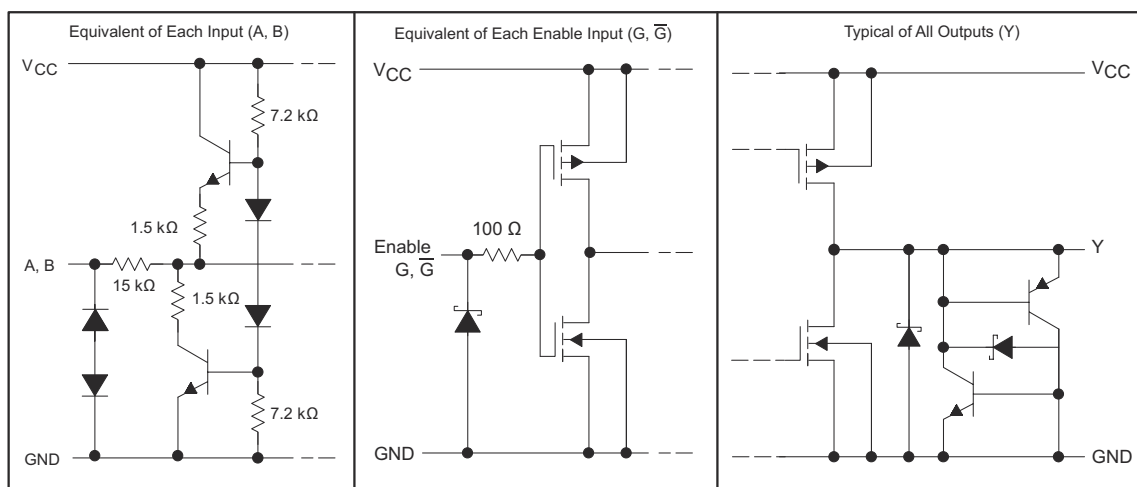 Equivalent of Each Input (A, B)
VCC
7.2 kΩ
1.5 kΩ
A, B
15 kΩ
1.5 kΩ
7.2 kΩ
GND
Equivalent of Each Enable Input (G, G̅)
VCC
100 Ω
Enable
G, G̅
GND
Typical of All Outputs (Y)
VCC
Y
GND